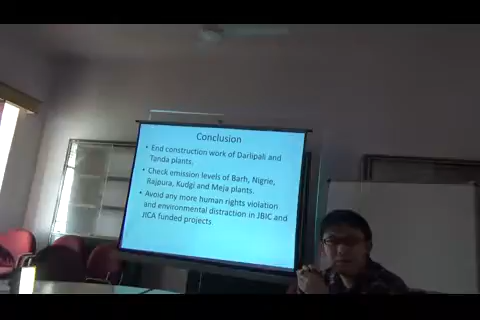 Conclusion
• End construction work of Darlipali and
Tanda plants.
• Check emission levels of Barh, Nigrie,
Rajpura, Kudgi and Meja plants.
• Avoid any more human rights violation
and environmental distraction in JBIC and
JICA funded projects.